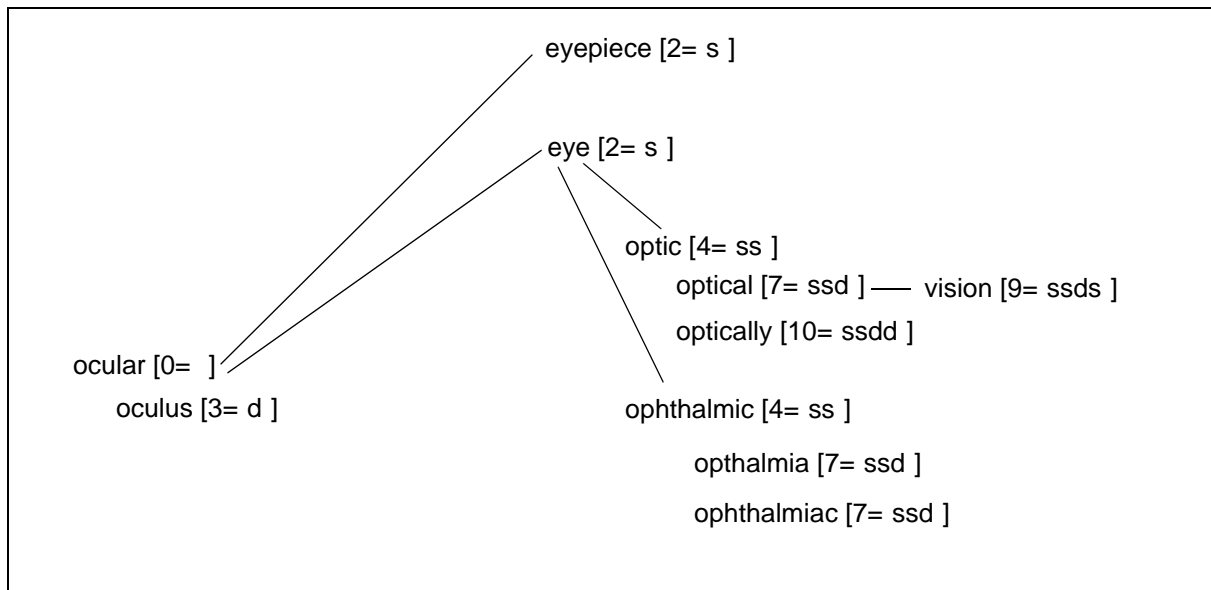 eyepiece [2= s ]
eye [2= s ]
optic [4= ss ]
optical [7= ssd ] vision [9= ssds ]
optically [10= ssdd ]
ocular [0=  ]
oculus [3= d ]
ophthalmic [4= ss ]
opthalmia [7= ssd ]
ophthalmiac [7= ssd ]